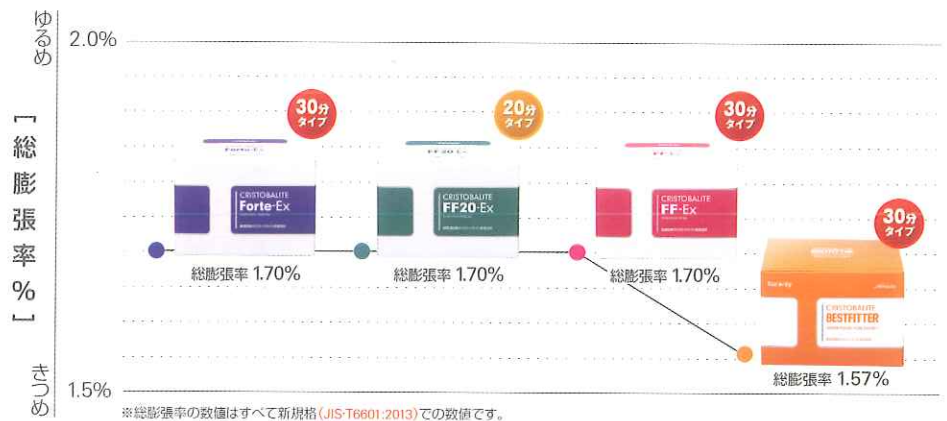 ゆるめ
[総膨張率%]
きつめ
2.0%
1.5%
30分
タイプ
Forte-Ex
CRISTOBALITE
Forte-Ex
総膨張率 1.70%
20分
タイプ
FF20-Ex
CRISTOBALITE
FF20-Ex
総膨張率 1.70%
30分
タイプ
CRISTOBALITE
FF-Ex
総膨張率 1.70%
30分
タイプ
CRISTOBALITE
BESTFITTER
総膨張率 1.57%
※総膨張率の数値はすべて新規格(JIS・T6601:2013)での数値です。